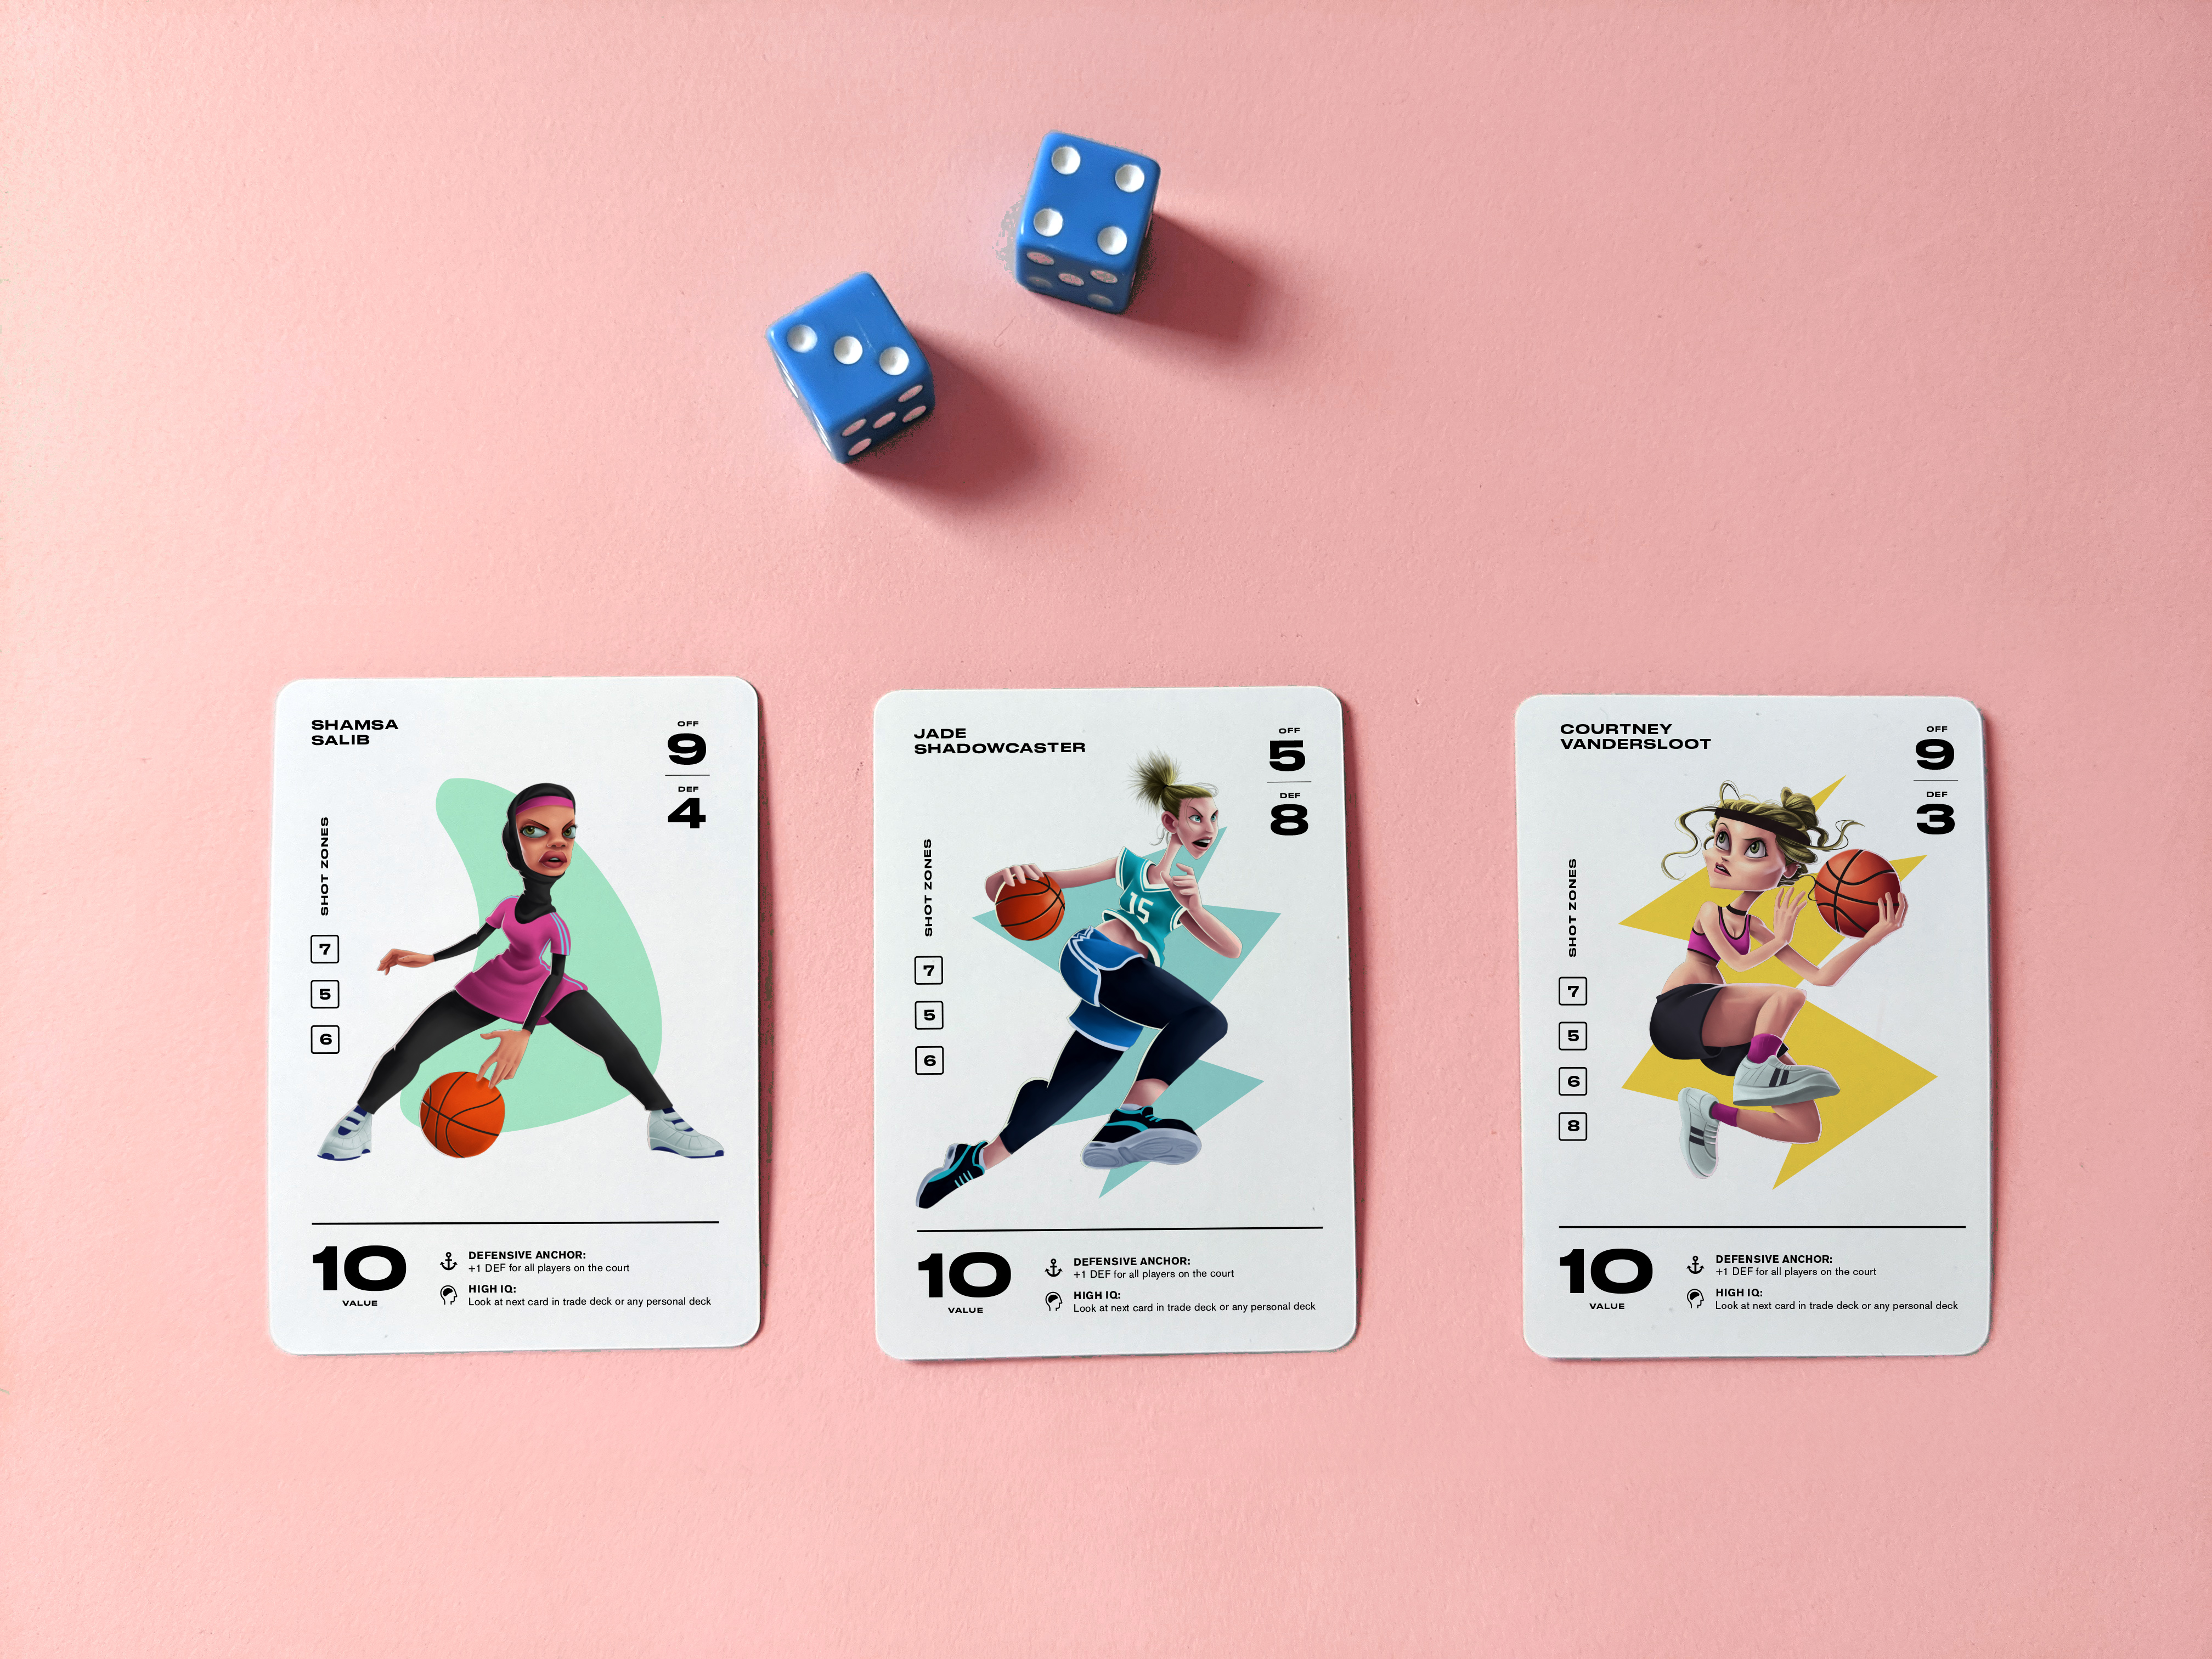 SHAMSA
SALIB
OFF
9
DEF
4
SHOT ZONES
7
5
6
10
VALUE
DEFENSIVE ANCHOR:
+1 DEF for all players on the court
HIGH IQ:
Look at next card in trade deck or any personal deck
JADE
SHADOWCASTER
OFF
5
DEF
8
SHOT ZONES
15
7
5
6
10
VALUE
DEFENSIVE ANCHOR:
+1 DEF for all players on the court
HIGH IQ:
Look at next card in trade deck or any personal deck
COURTNEY
VANDERSLOOT
OFF
9
DEF
3
SHOT ZONES
7
5
6
8
10
VALUE
DEFENSIVE ANCHOR:
+1 DEF for all players on the court
HIGH IQ:
Look at next card in trade deck or any personal deck